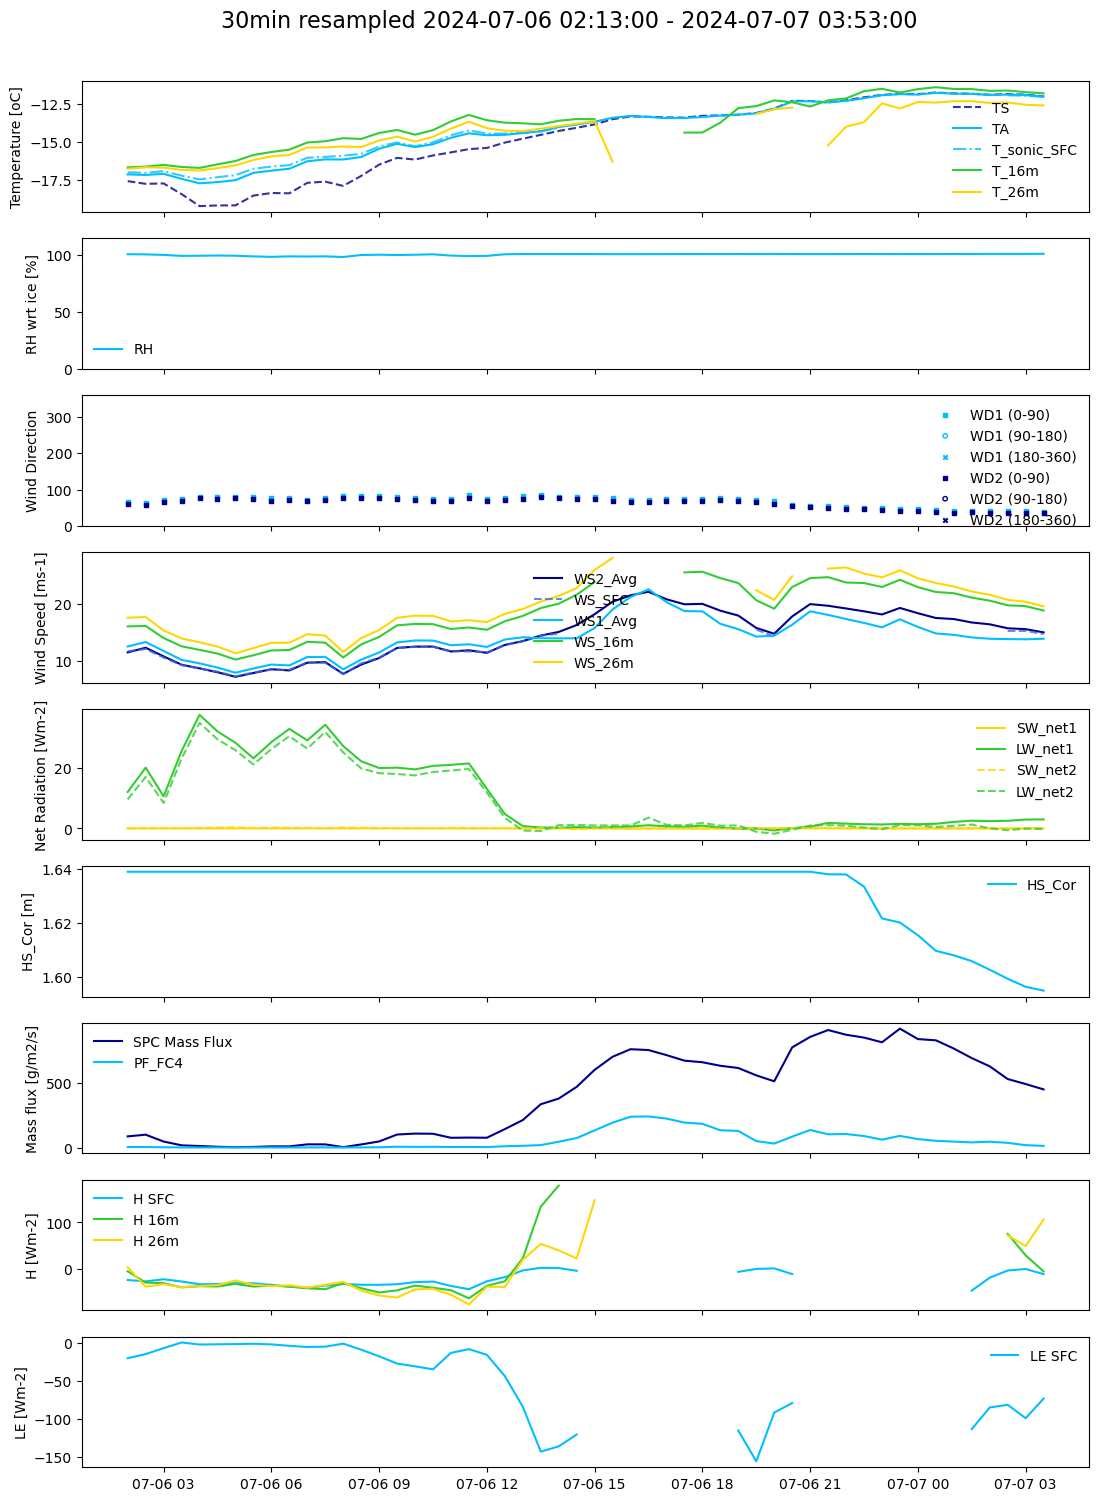 30min resampled 2024-07-06 02:13:00 - 2024-07-07 03:53:00
Temperature [oC]
−12.5
−15.0
−17.5
TS
TA
T_sonic_SFC
T_16m
T_26m
RH wrt ice [%]
100
50
0
RH
Wind Direction
300
200
100
0
WD1 (0-90)
WD1 (90-180)
WD1 (180-360)
WD2 (0-90)
WD2 (90-180)
WD2 (180-360)
Wind Speed [ms-1]
20
10
WS2_Avg
WS_SFC
WS1_Avg
WS_16m
WS_26m
Net Radiation [Wm-2]
20
0
SW_net1
LW_net1
SW_net2
LW_net2
HS_Cor [m]
1.64
1.62
1.60
HS_Cor
Mass flux [g/m2/s]
500
0
SPC Mass Flux
PF_FC4
H [Wm-2]
100
0
H SFC
H 16m
H 26m
LE [Wm-2]
0
−50
−100
−150
LE SFC
07-06 03 07-06 06 07-06 09 07-06 12 07-06 15 07-06 18 07-06 21 07-07 00 07-07 03